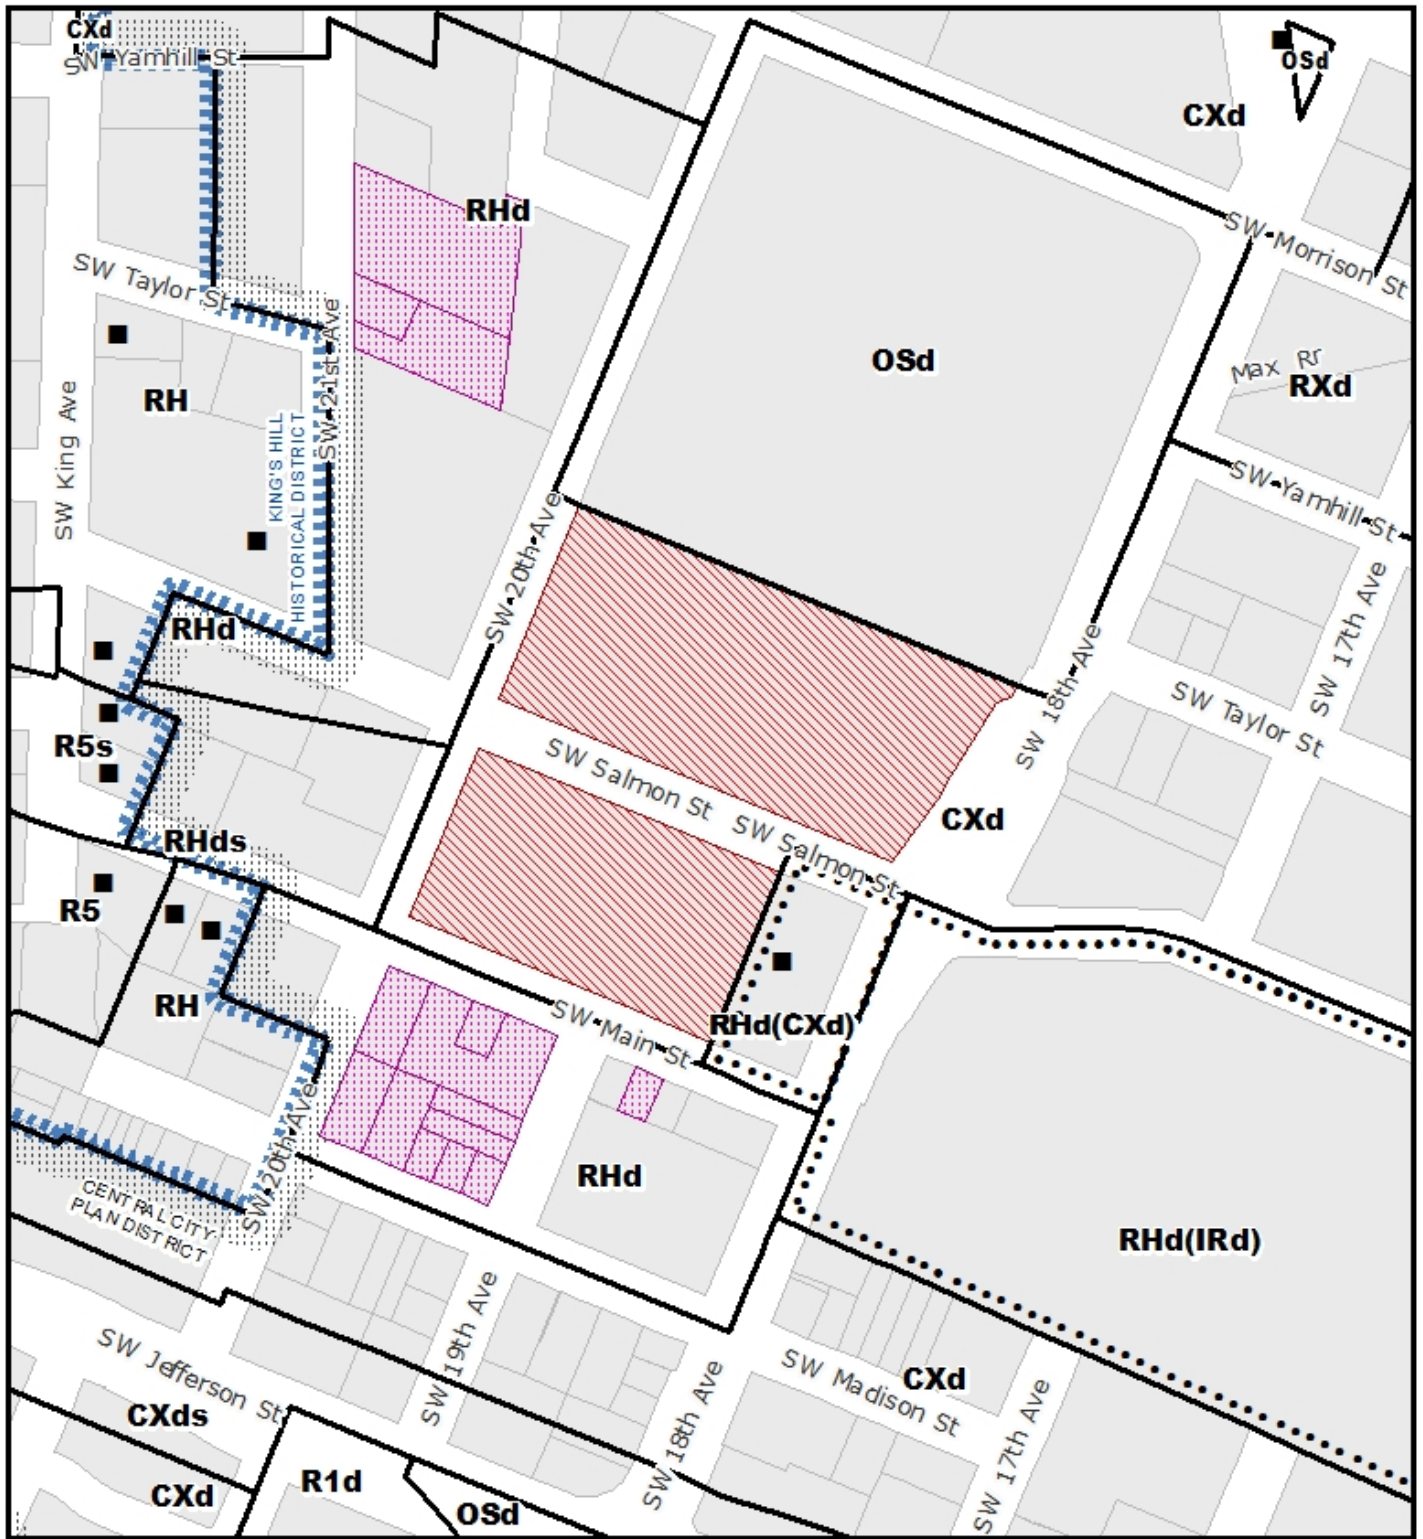 CXd
SW Yamhill St
OSd
CXd
RHd
SW Morrison St
SW Taylor St
SW 21st Ave
OSd
Max Rr
RXd
RH
SW King Ave
KING'S HILL
HISTORICAL DISTRICT
SW Yamhill St
SW 20th Ave
SW 17th Ave
RHd
SW 18th Ave
SW Taylor St
R5s
SW Salmon St
SW Salmon St
CXd
RHds
R5
RH
SW Main St
RHd(CXd)
SW 20th Ave
RHd
CENTRAL CITY
PLAN DISTRICT
RHd(IRd)
SW 19th Ave
SW Jefferson St
SW 18th Ave
SW Madison St
CXd
SW 17th Ave
CXds
R1d
CXd
OSd